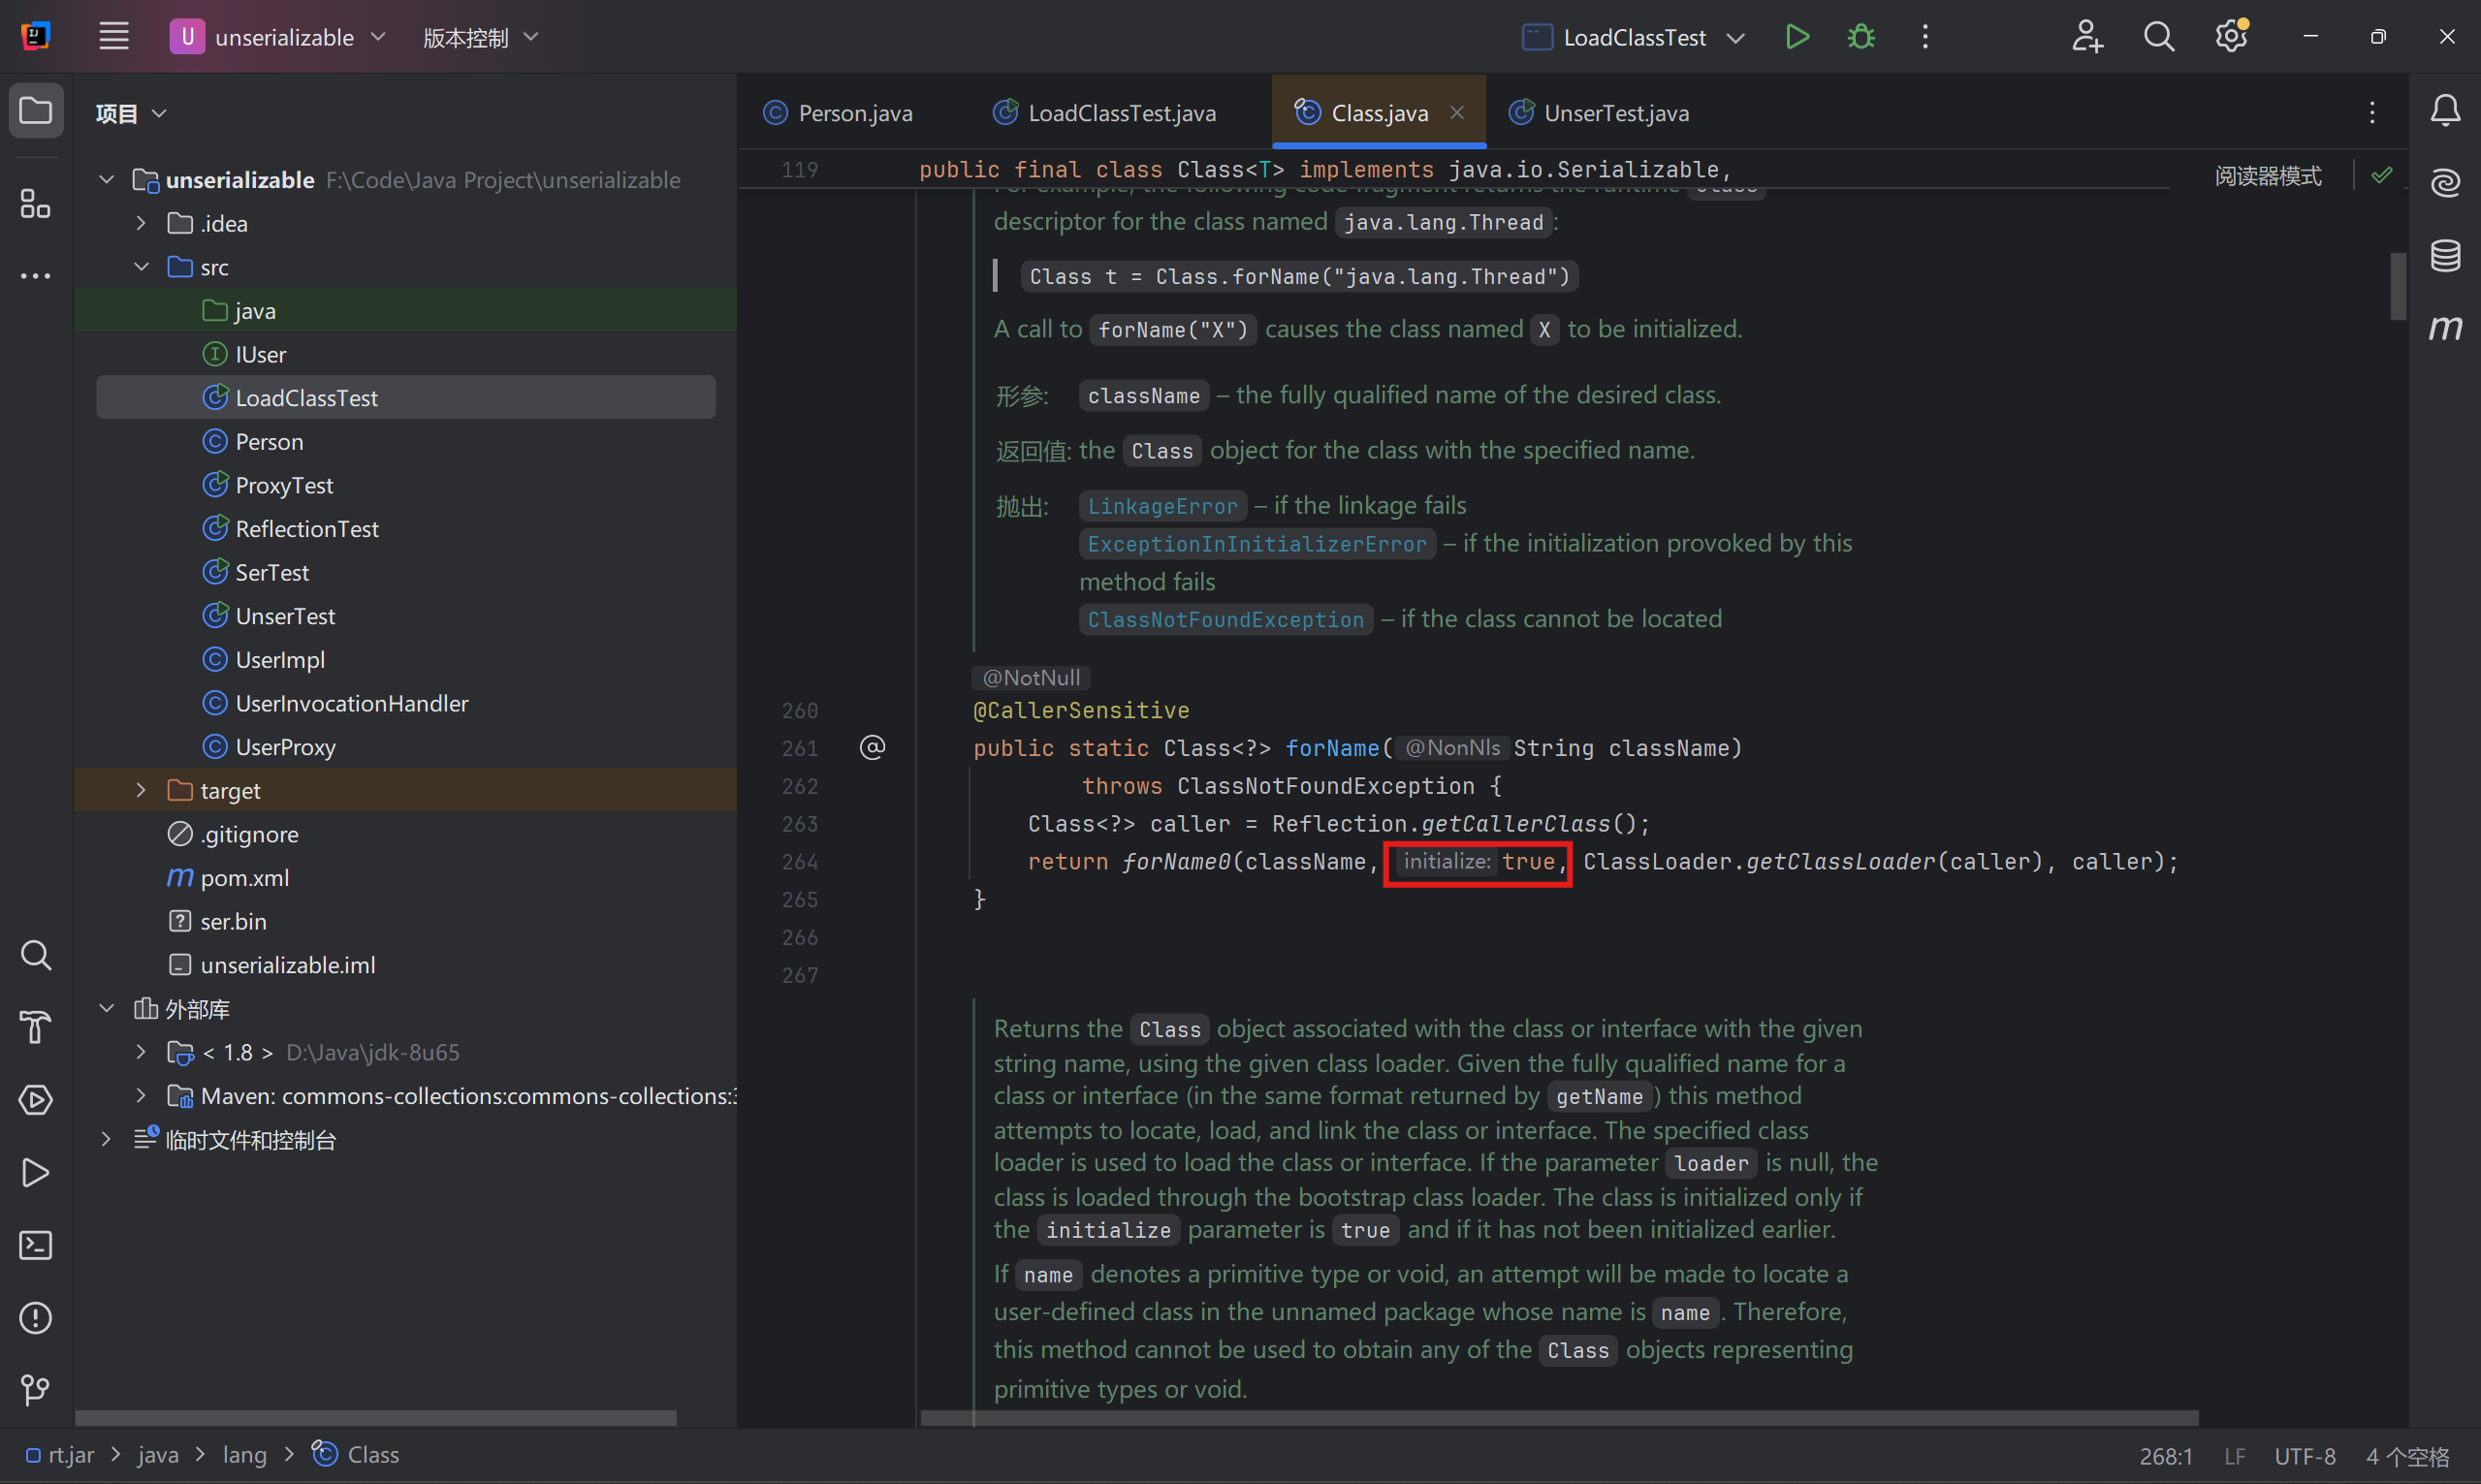 U unserializable 版本控制 LoadClassTest
项目
unserializable F:\Code\Java Project\unserializable
.idea
src
java
IUser
LoadClassTest
Person
ProxyTest
ReflectionTest
SerTest
UnserTest
UserImpl
UserInvocationHandler
UserProxy
target
.gitignore
pom.xml
ser.bin
unserializable.iml
外部库
< 1.8 > D:\Java\jdk-8u65
Maven: commons-collections:commons-collections:
临时文件和控制台
Person.java LoadClassTest.java Class.java UnserTest.java
119 public final class Class<T> implements java.io.Serializable,
阅读器模式
For example, the following code fragment returns the runtime Class
descriptor for the class named java.lang.Thread:
Class t = Class.forName("java.lang.Thread")
A call to forName("X") causes the class named X to be initialized.
形参: className – the fully qualified name of the desired class.
返回值: the Class object for the class with the specified name.
抛出: LinkageError – if the linkage fails
ExceptionInInitializerError – if the initialization provoked by this
method fails
ClassNotFoundException – if the class cannot be located
@NotNull
260 @CallerSensitive
261 @ public static Class<?> forName( @NonNls String className)
262 throws ClassNotFoundException {
263 Class<?> caller = Reflection.getCallerClass();
264 return forName0(className, initialize: true, ClassLoader.getClassLoader(caller), caller);
265 }
266
267
Returns the Class object associated with the class or interface with the given
string name, using the given class loader. Given the fully qualified name for a
class or interface (in the same format returned by getName ) this method
attempts to locate, load, and link the class or interface. The specified class
loader is used to load the class or interface. If the parameter loader is null, the
class is loaded through the bootstrap class loader. The class is initialized only if
the initialize parameter is true and if it has not been initialized earlier.
If name denotes a primitive type or void, an attempt will be made to locate a
user-defined class in the unnamed package whose name is name . Therefore,
this method cannot be used to obtain any of the Class objects representing
primitive types or void.
rt.jar > java > lang > Class
268:1 LF UTF-8 4 个空格